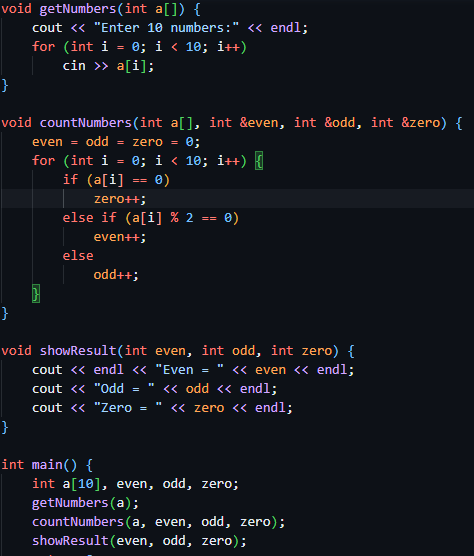 void getNumbers(int a[]) {
    cout << "Enter 10 numbers:" << endl;
    for (int i = 0; i < 10; i++)
        cin >> a[i];
}

void countNumbers(int a[], int &even, int &odd, int &zero) {
    even = odd = zero = 0;
    for (int i = 0; i < 10; i++) {
        if (a[i] == 0)
            zero++;
        else if (a[i] % 2 == 0)
            even++;
        else
            odd++;
    }
}

void showResult(int even, int odd, int zero) {
    cout << endl << "Even = " << even << endl;
    cout << "Odd = " << odd << endl;
    cout << "Zero = " << zero << endl;
}

int main() {
    int a[10], even, odd, zero;
    getNumbers(a);
    countNumbers(a, even, odd, zero);
    showResult(even, odd, zero);